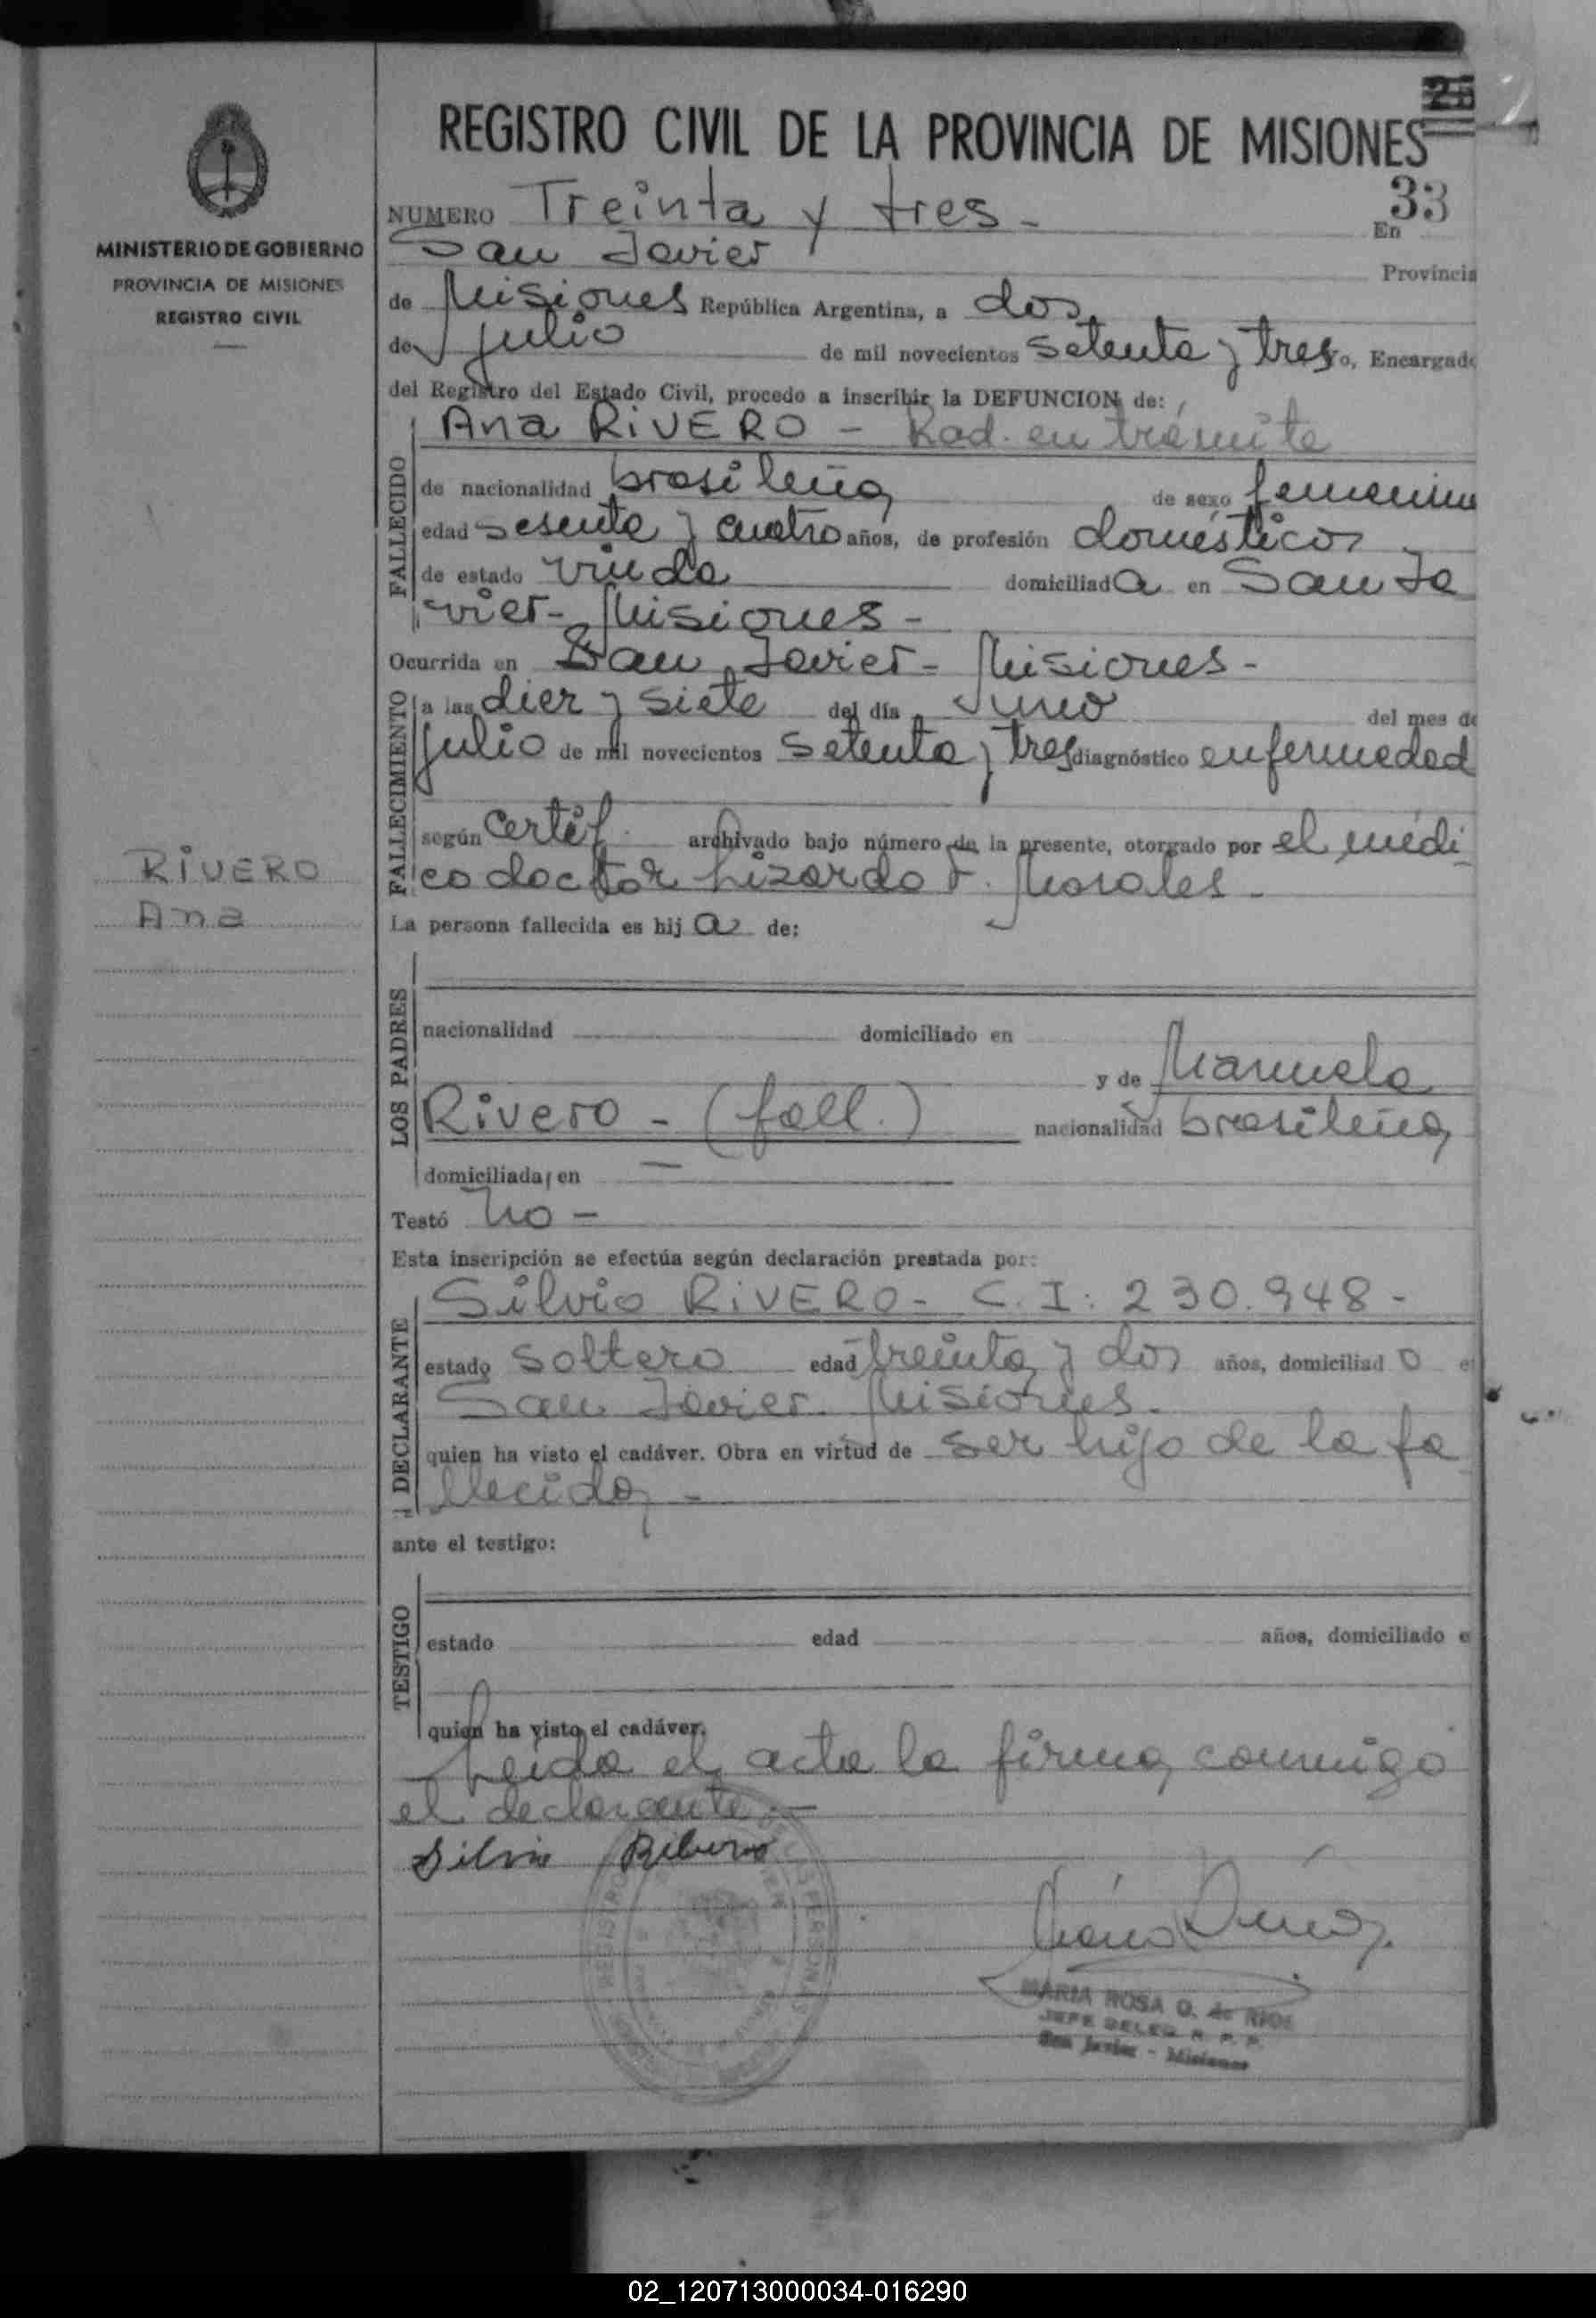 25
REGISTRO CIVIL DE LA PROVINCIA DE MISIONES
33
MINISTERIO DE GOBIERNO
PROVINCIA DE MISIONES
REGISTRO CIVIL
NUMERO Treinta y tres - En
San Javier Provincia
de Misiones República Argentina, a dos
de julio de mil novecientos setenta y tres Yo, Encargado
del Registro del Estado Civil, procedo a inscribir la DEFUNCION de:
Ana RIVERO - Rad. en trámite
FALLECIDO
de nacionalidad brasileña de sexo femenino
edad sesenta y cuatro años, de profesión domésticos
de estado viuda domiciliada en San Ja
vier - Misiones -
Ocurrida en San Javier - Misiones -
FALLECIMIENTO
a las diez y siete del día uno del mes de
julio de mil novecientos setenta y tres diagnóstico enfermedad
según certif. archivado bajo número de la presente, otorgado por el médi
co doctor Lizardo Morales -
RIVERO
Ana
La persona fallecida es hija de:
LOS PADRES
nacionalidad domiciliado en
y de Manuela
Rivero - (fall.) nacionalidad brasileña
domiciliada en —
Testó no -
Esta inscripción se efectúa según declaración prestada por:
Silvio RIVERO - C. I: 230.948 -
DECLARANTE
estado soltero edad treinta y dos años, domiciliado e
San Javier Misiones -
quien ha visto el cadáver. Obra en virtud de ser hijo de la fa
llecida -
ante el testigo:
TESTIGO
estado edad años, domiciliado e
quien ha visto el cadáver.
Leida el acta la firma conmigo
el declarante -
Silvio Ribero
MARIA ROSA O. de RIOS
JEFE DELEG. R. P. P.
San Javier - Misiones
02_120713000034-016290